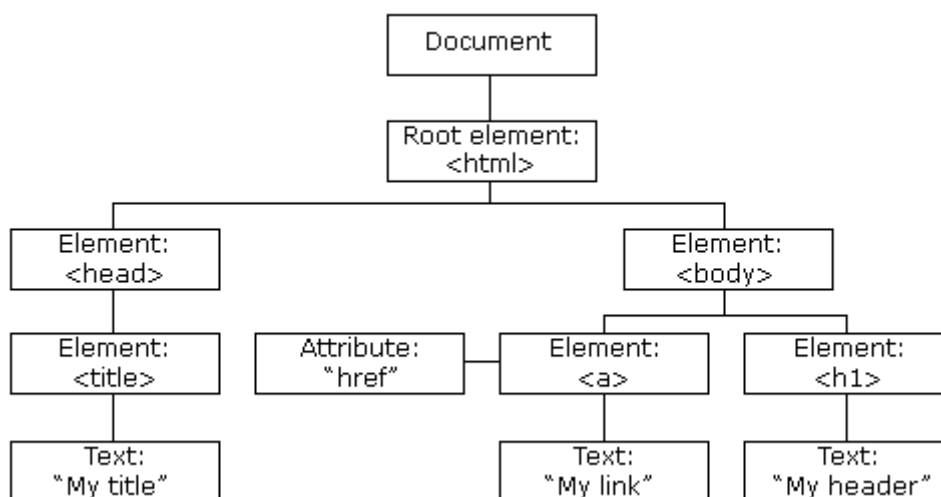 Document
Root element:
<html>
Element:
<head>
Element:
<body>
Element:
<title>
Attribute:
“href”
Element:
<a>
Element:
<h1>
Text:
“My title”
Text:
“My link”
Text:
“My header”